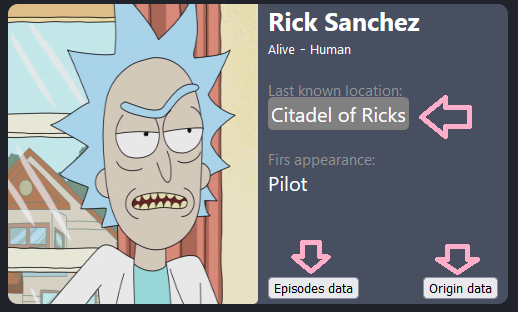 Rick Sanchez
Alive - Human
Last known location:
Citadel of Ricks
Firs appearance:
Pilot
Episodes data
Origin data